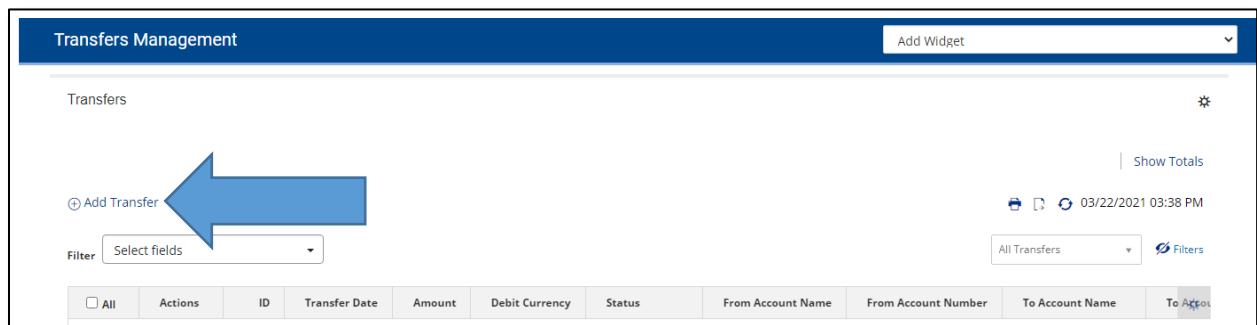 Transfers Management Add Widget
Transfers
Show Totals
Add Transfer 03/22/2021 03:38 PM
Filter Select fields All Transfers Filters
All Actions ID Transfer Date Amount Debit Currency Status From Account Name From Account Number To Account Name To